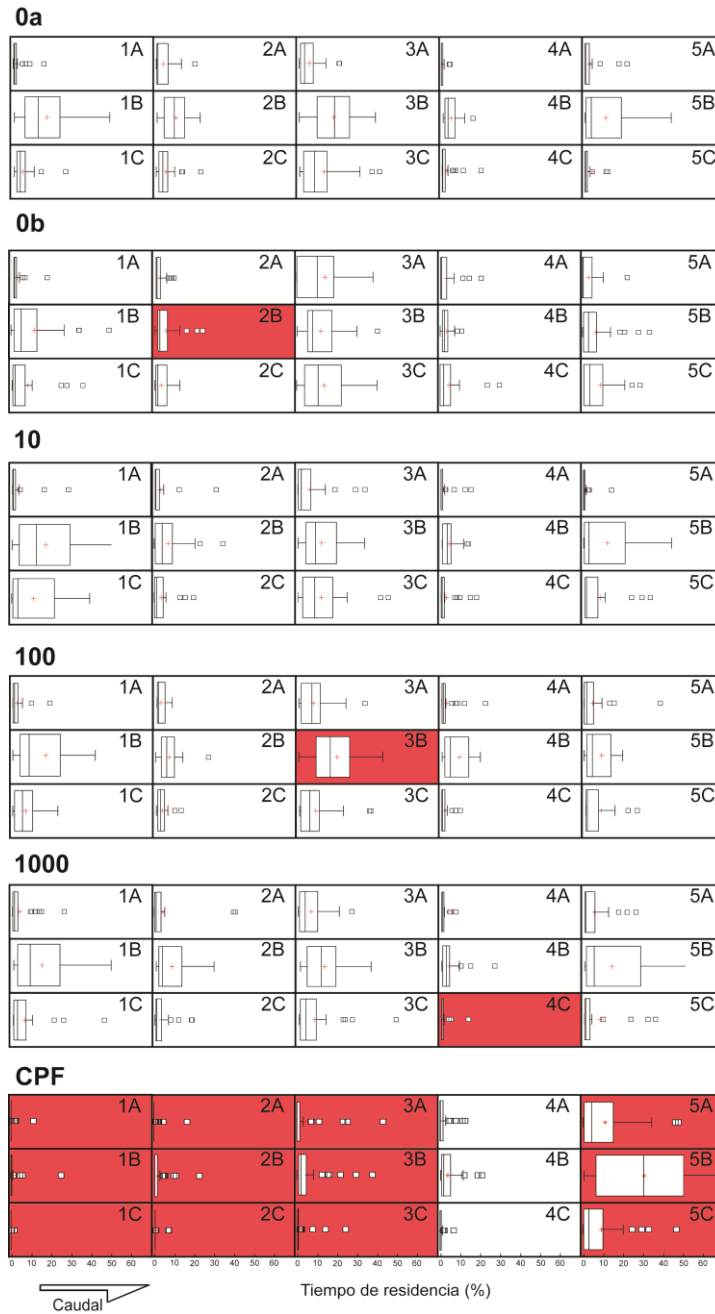 0a
1A 2A 3A 4A 5A
1B 2B 3B 4B 5B
1C 2C 3C 4C 5C
0b
1A 2A 3A 4A 5A
1B 2B 3B 4B 5B
1C 2C 3C 4C 5C
10
1A 2A 3A 4A 5A
1B 2B 3B 4B 5B
1C 2C 3C 4C 5C
100
1A 2A 3A 4A 5A
1B 2B 3B 4B 5B
1C 2C 3C 4C 5C
1000
1A 2A 3A 4A 5A
1B 2B 3B 4B 5B
1C 2C 3C 4C 5C
CPF
1A 2A 3A 4A 5A
1B 2B 3B 4B 5B
1C 2C 3C 4C 5C
0 10 20 30 40 50 60 0 10 20 30 40 50 60 0 10 20 30 40 50 60 0 10 20 30 40 50 60 0 10 20 30 40 50 60
Tiempo de residencia (%)
Caudal